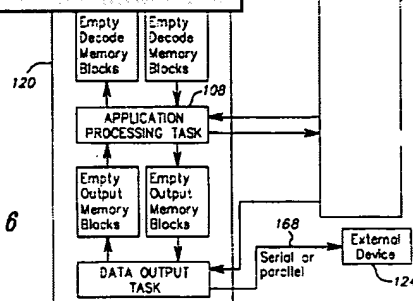 Empty
Decode
Memory
Blocks
Empty
Decode
Memory
Blocks
120
108
APPLICATION
PROCESSING TASK
Empty
Output
Memory
Blocks
Empty
Output
Memory
Blocks
6
168
Serial or
parallel
External
Device
DATA OUTPUT
TASK